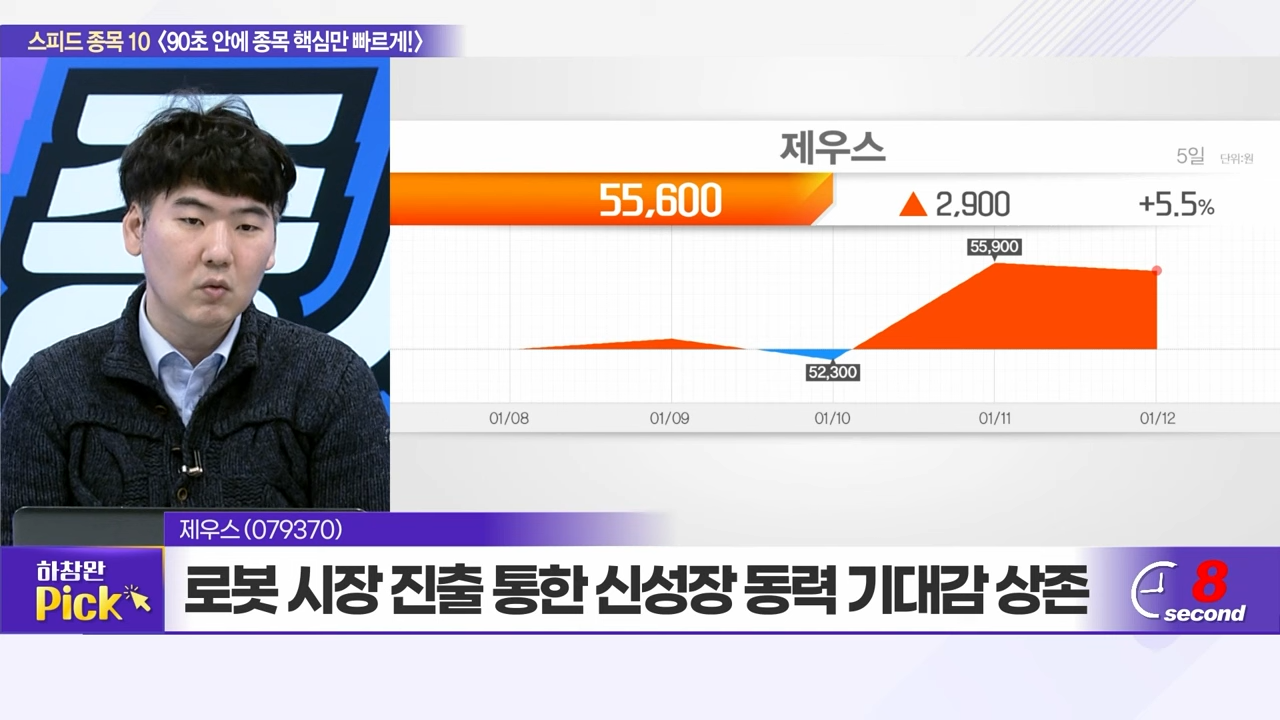 스피드 종목 10 <90초 안에 종목 핵심만 빠르게!>
제우스
5일 단위:원
55,600 ▲ 2,900 +5.5%
55,900
52,300
01/08 01/09 01/10 01/11 01/12
제우스(079370)
하창완
Pick
로봇 시장 진출 통한 신성장 동력 기대감 상존
8
second